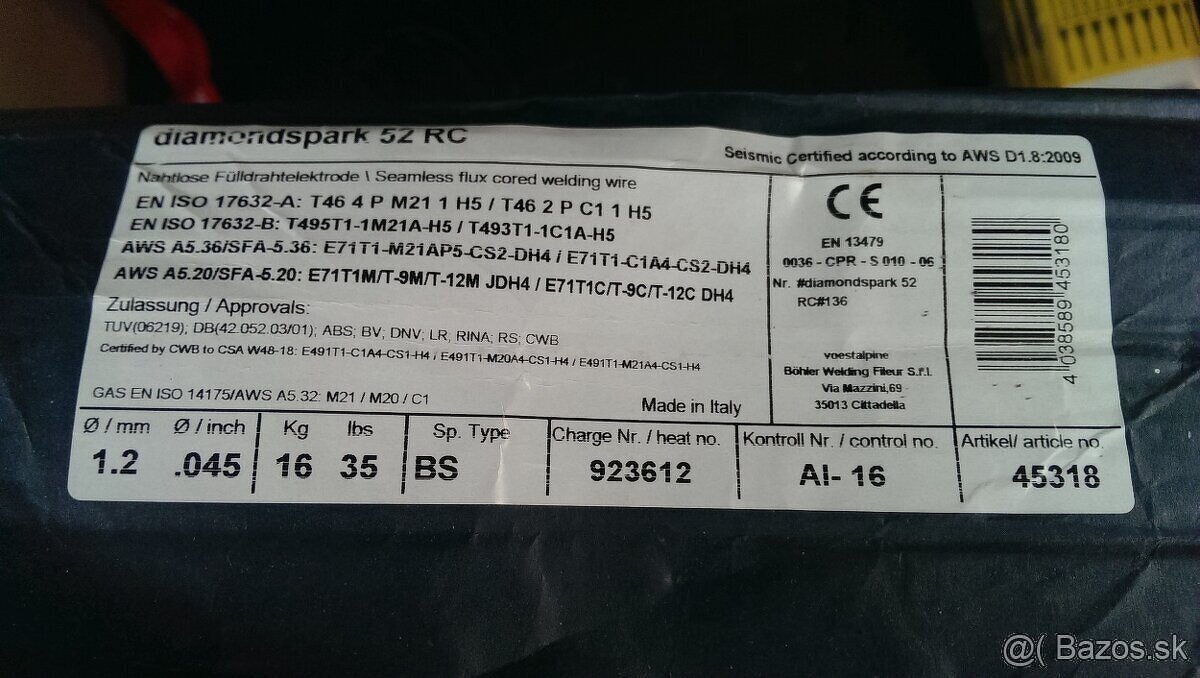 diamondspark 52 RC
Seismic Certified according to AWS D1.8:2009
Nahtlose Fülldrahtelektrode \ Seamless flux cored welding wire
EN ISO 17632-A: T46 4 P M21 1 H5 / T46 2 P C1 1 H5
EN ISO 17632-B: T495T1-1M21A-H5 / T493T1-1C1A-H5
AWS A5.36/SFA-5.36: E71T1-M21AP5-CS2-DH4 / E71T1-C1A4-CS2-DH4
AWS A5.20/SFA-5.20: E71T1M/T-9M/T-12M JDH4 / E71T1C/T-9C/T-12C DH4
Zulassung / Approvals:
TUV(06219); DB(42.052.03/01); ABS; BV; DNV; LR; RINA; RS; CWB
Certified by CWB to CSA W48-18: E491T1-C1A4-CS1-H4 / E491T1-M20A4-CS1-H4 / E491T1-M21A4-CS1-H4
GAS EN ISO 14175/AWS A5.32: M21 / M20 / C1
Made in Italy
CE
EN 13479
0036 - CPR - S 010 - 06
Nr. #diamondspark 52
RC#136
voestalpine
Böhler Welding Fileur S.r.l.
Via Mazzini,69
35013 Cittadella
4 038589 453180
Ø / mm Ø / inch Kg lbs Sp. Type Charge Nr. / heat no. Kontroll Nr. / control no. Artikel/ article no.
1.2 .045 16 35 BS 923612 AI- 16 45318
@( Bazos.sk